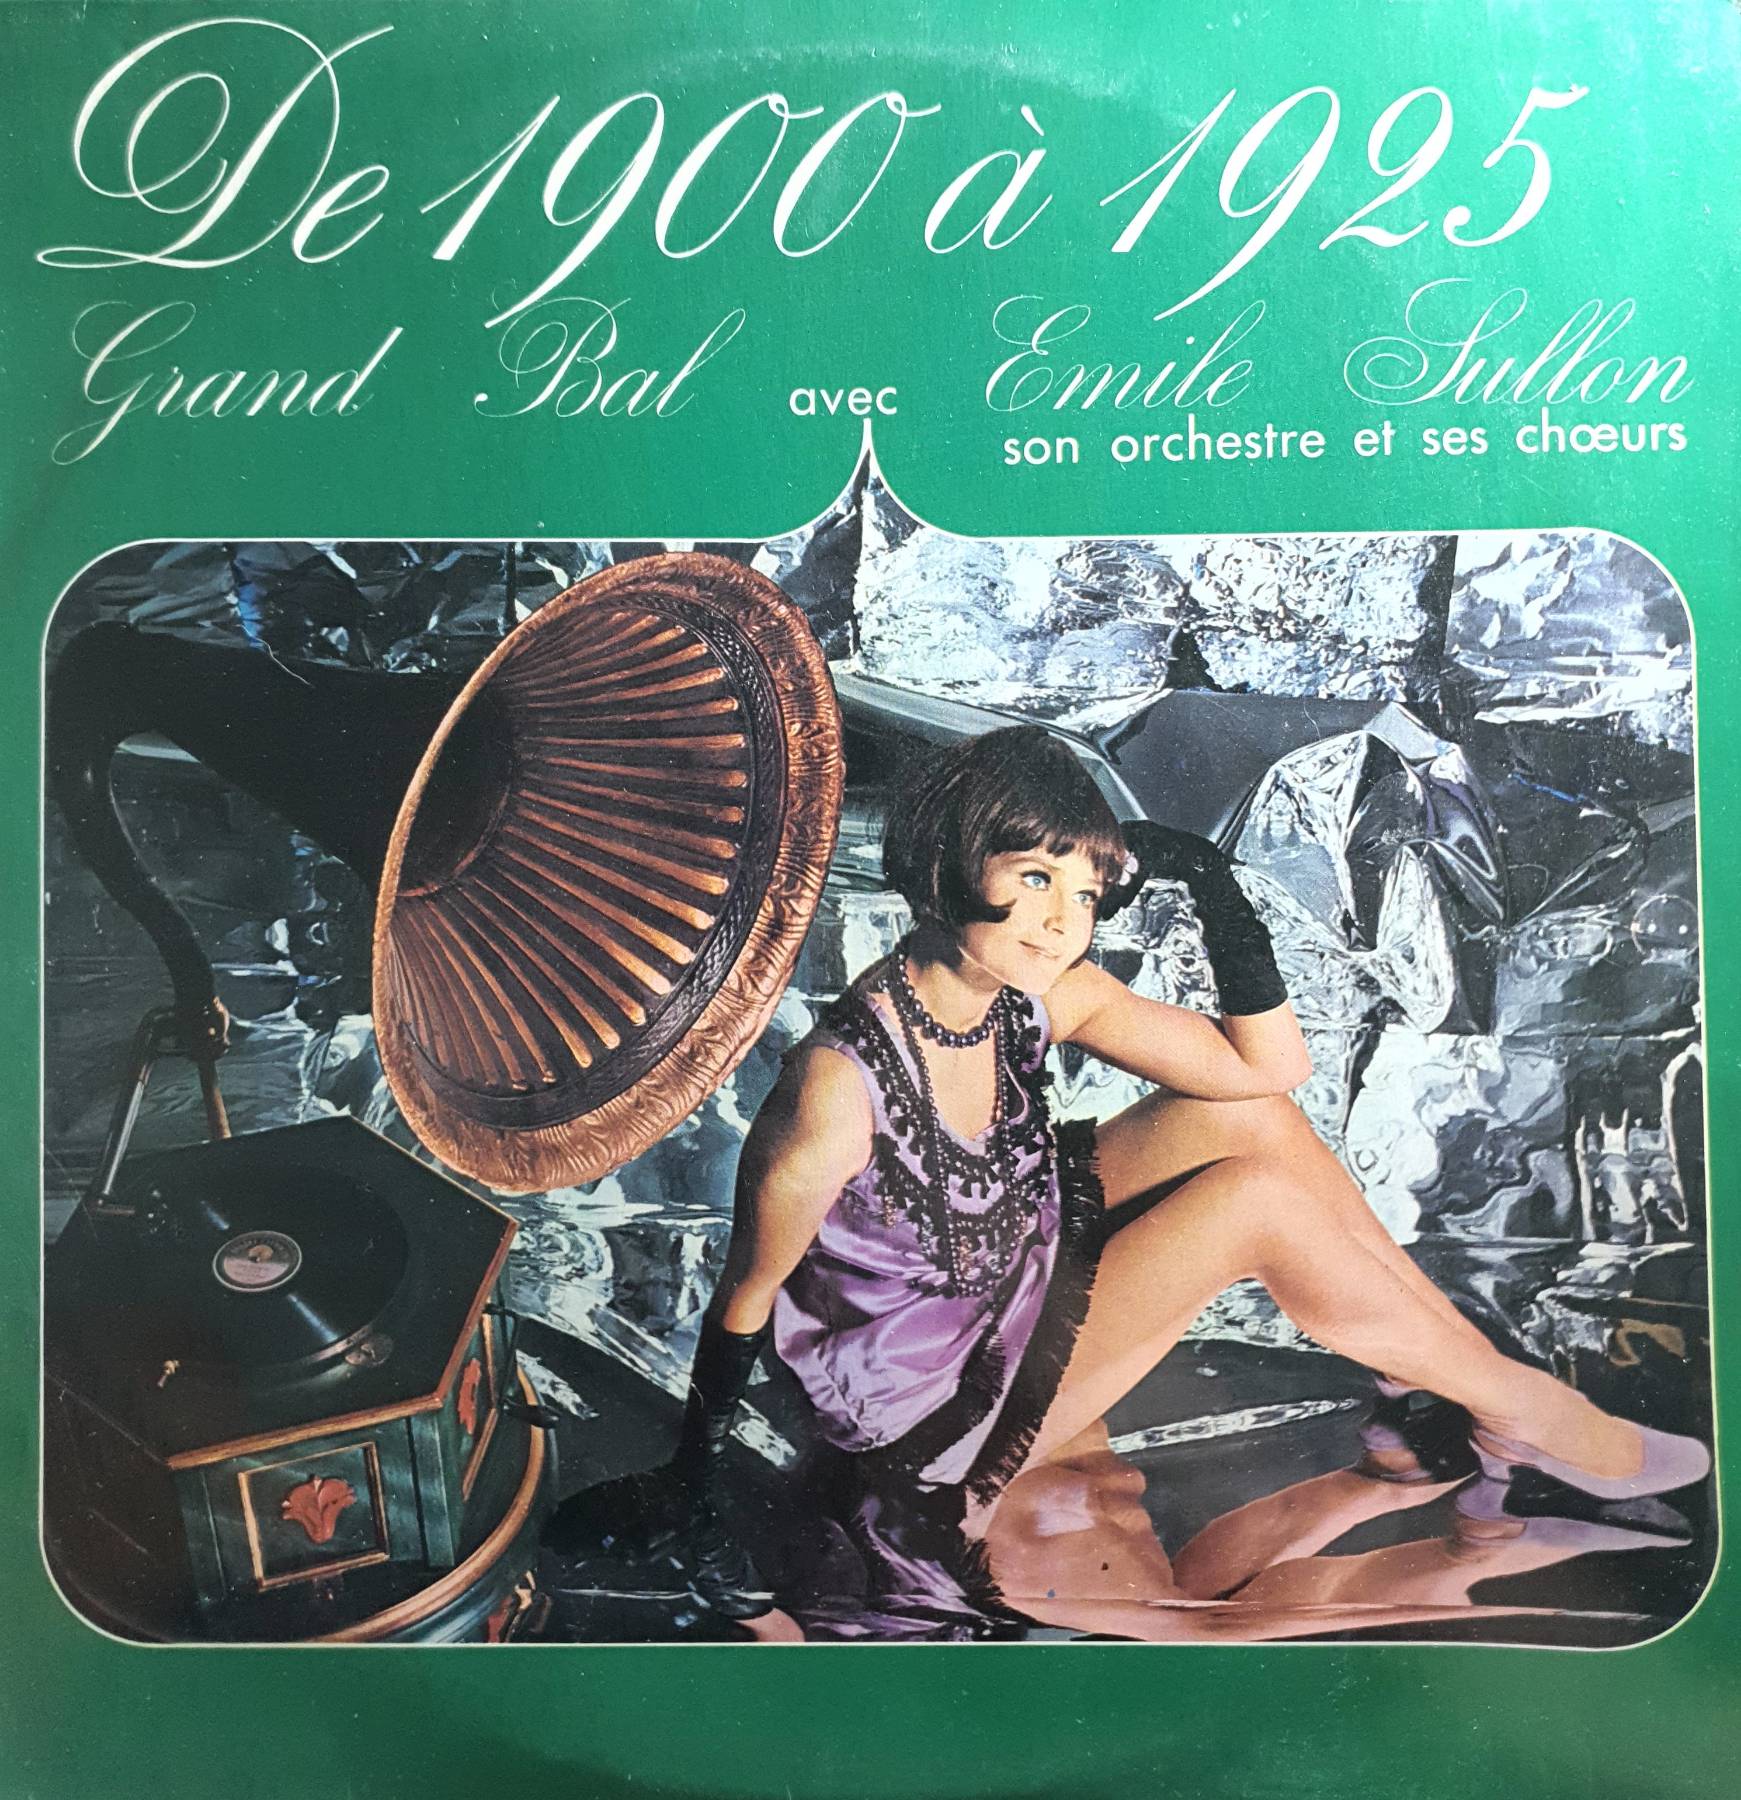 De 1900 à 1925
Grand Bal avec Emile Sullon
son orchestre et ses chœurs